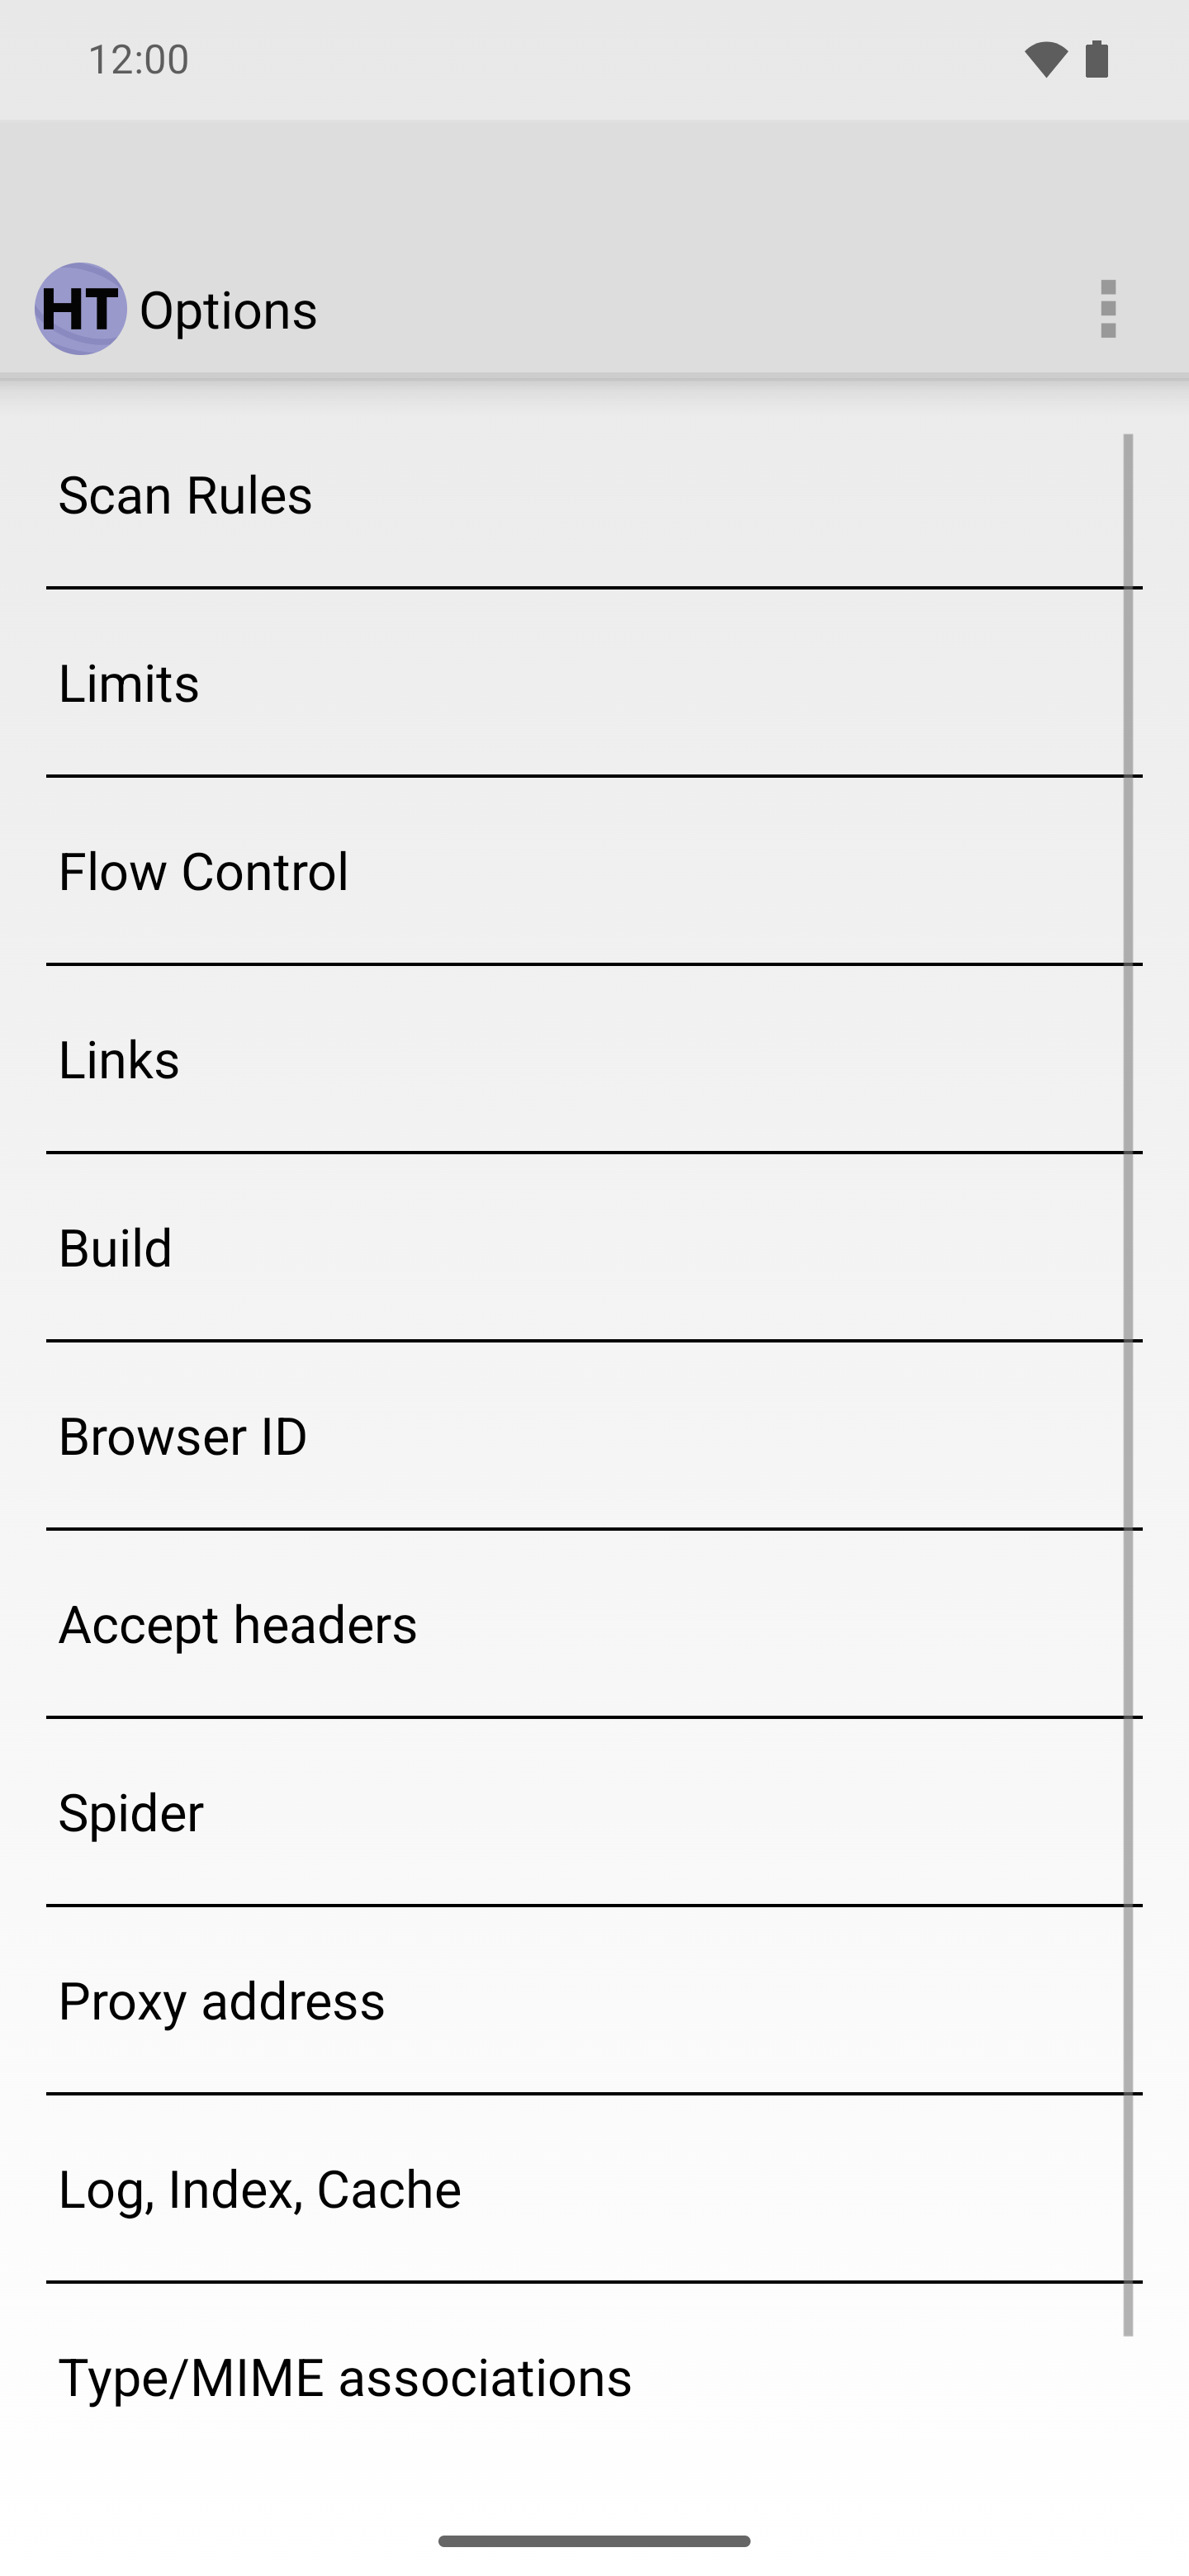 12:00
HT Options
Scan Rules
Limits
Flow Control
Links
Build
Browser ID
Accept headers
Spider
Proxy address
Log, Index, Cache
Type/MIME associations